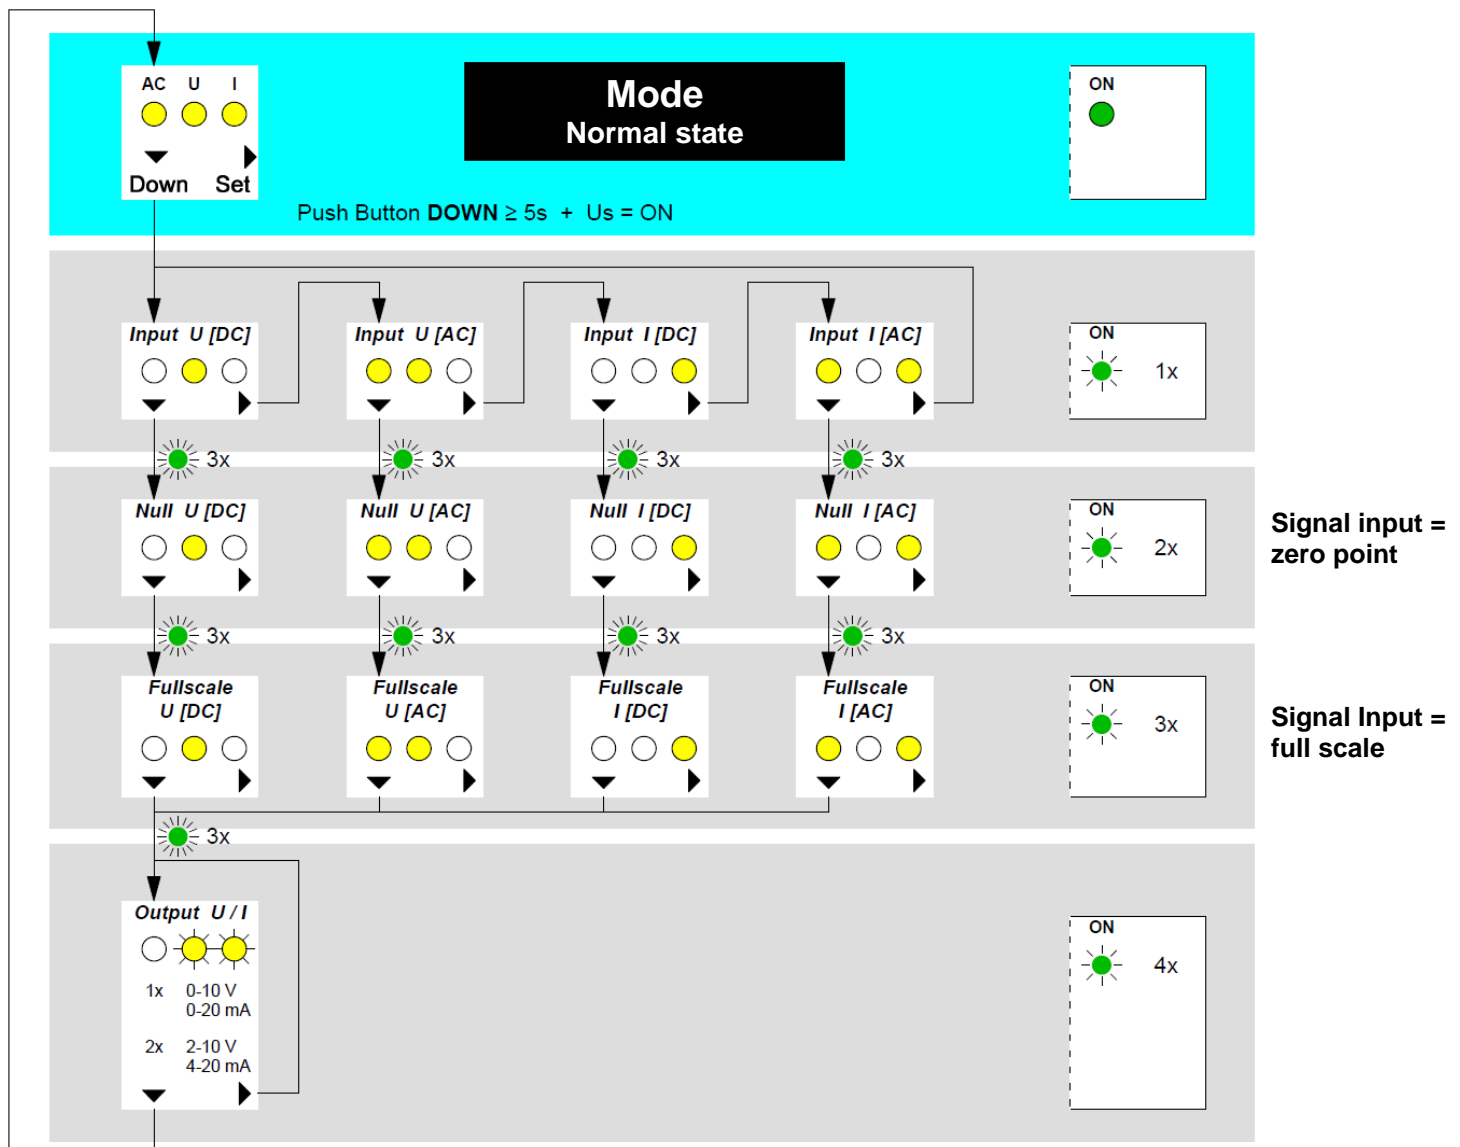 AC U I
Down Set
Mode
Normal state
Push Button DOWN ≥ 5s + Us = ON
ON
Input U [DC]
Input U [AC]
Input I [DC]
Input I [AC]
ON
1x
3x
3x
3x
3x
Null U [DC]
Null U [AC]
Null I [DC]
Null I [AC]
ON
2x
Signal input =
zero point
3x
3x
3x
3x
Fullscale
U [DC]
Fullscale
U [AC]
Fullscale
I [DC]
Fullscale
I [AC]
ON
3x
Signal Input =
full scale
3x
Output U / I
1x 0-10 V
0-20 mA
2x 2-10 V
4-20 mA
ON
4x